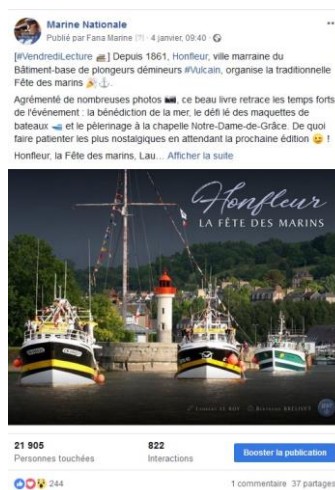 Marine Nationale
Publié par Fana Marine [?] · 4 janvier, 09:40 ·
[#VendrediLecture 📚] Depuis 1861, Honfleur, ville marraine du
Bâtiment-base de plongeurs démineurs #Vulcain, organise la traditionnelle
Fête des marins 🎉⚓.
Agrémenté de nombreuses photos 📷, ce beau livre retrace les temps forts
de l'événement : la bénédiction de la mer, le défi lé des maquettes de
bateaux 🚤 et le pèlerinage à la chapelle Notre-Dame-de-Grâce. De quoi
faire patienter les plus nostalgiques en attendant la prochaine édition 😉 !
Honfleur, la Fête des marins, Lau… Afficher la suite
Honfleur
LA FÊTE DES MARINS
21 905
Personnes touchées
822
Interactions
Booster la publication
244
1 commentaire 37 partages